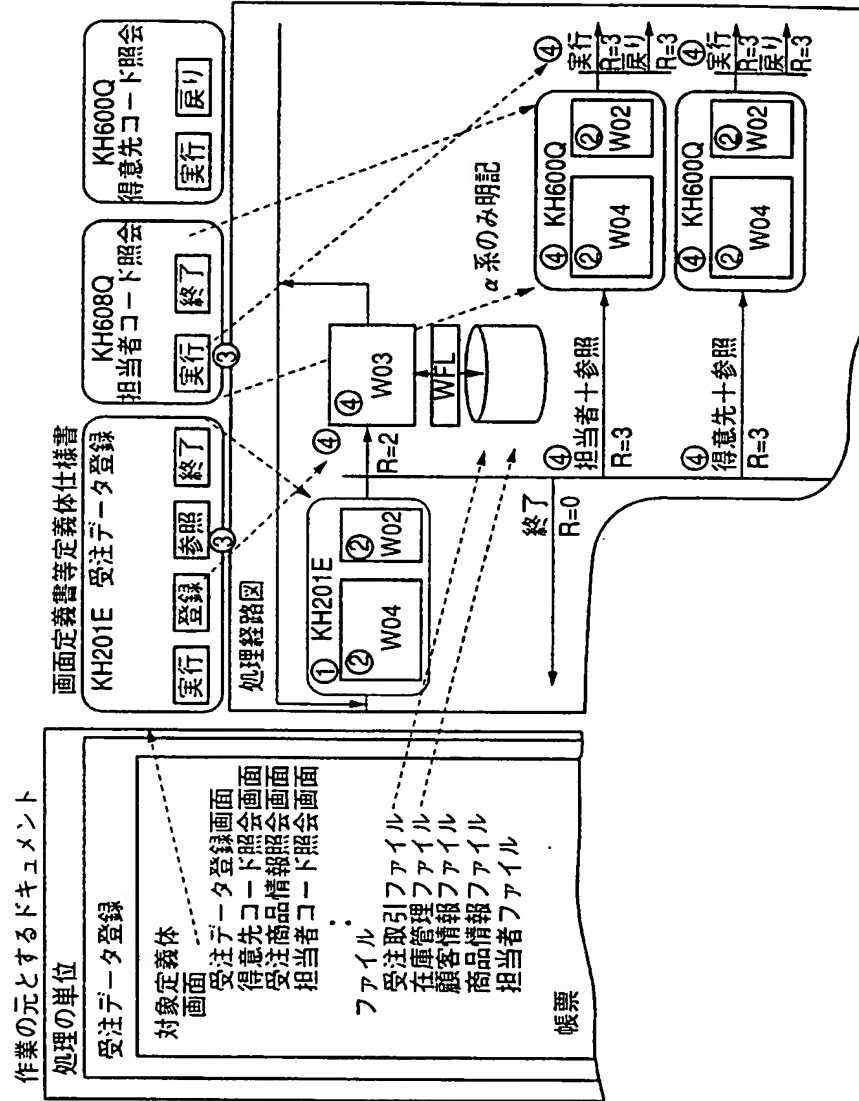 作業の元とするドキュメント
処理の単位
受注データ登録
対象定義体
画面
受注データ登録画面
得意先コード照会画面
受注商品情報照会画面
担当者コード照会画面
ファイル
受注取引ファイル
在庫管理ファイル
顧客情報ファイル
商品情報ファイル
担当者ファイル
帳票
画面定義書等定義体仕様書
KH201E 受注データ登録
実行 登録 参照 終了
③
KH608Q
担当者コード照会
実行 終了
③
KH600Q
得意先コード照会
実行 戻り
処理経路図
① KH201E
② W04
② W02
④
R=2
④ W03
WFL
α系のみ明記
終了
R=0
④ 担当者+参照
R=3
④ KH600Q
② W04
② W02
④
実行
R=3
戻り
R=3
④ 得意先+参照
R=3
④ KH600Q
② W04
② W02
④
実行
R=3
戻り
R=3